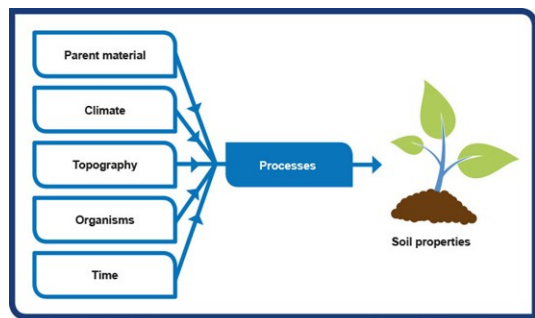 Parent material
Climate
Topography
Organisms
Time
Processes
Soil properties